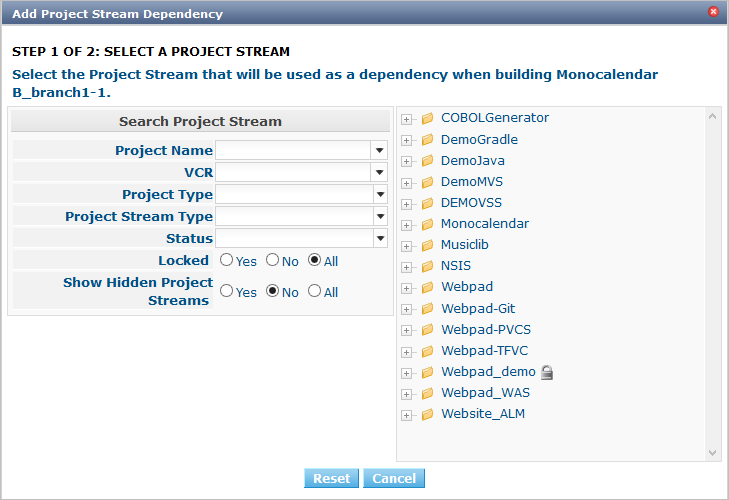 Add Project Stream Dependency
STEP 1 OF 2: SELECT A PROJECT STREAM
Select the Project Stream that will be used as a dependency when building Monocalendar
B_branch1-1.
Search Project Stream
Project Name
VCR
Project Type
Project Stream Type
Status
Locked Yes No All
Show Hidden Project
Streams Yes No All
COBOLGenerator
DemoGradle
DemoJava
DemoMVS
DEMOVSS
Monocalendar
Musiclib
NSIS
Webpad
Webpad-Git
Webpad-PVCS
Webpad-TFVC
Webpad_demo
Webpad_WAS
Website_ALM
Reset Cancel